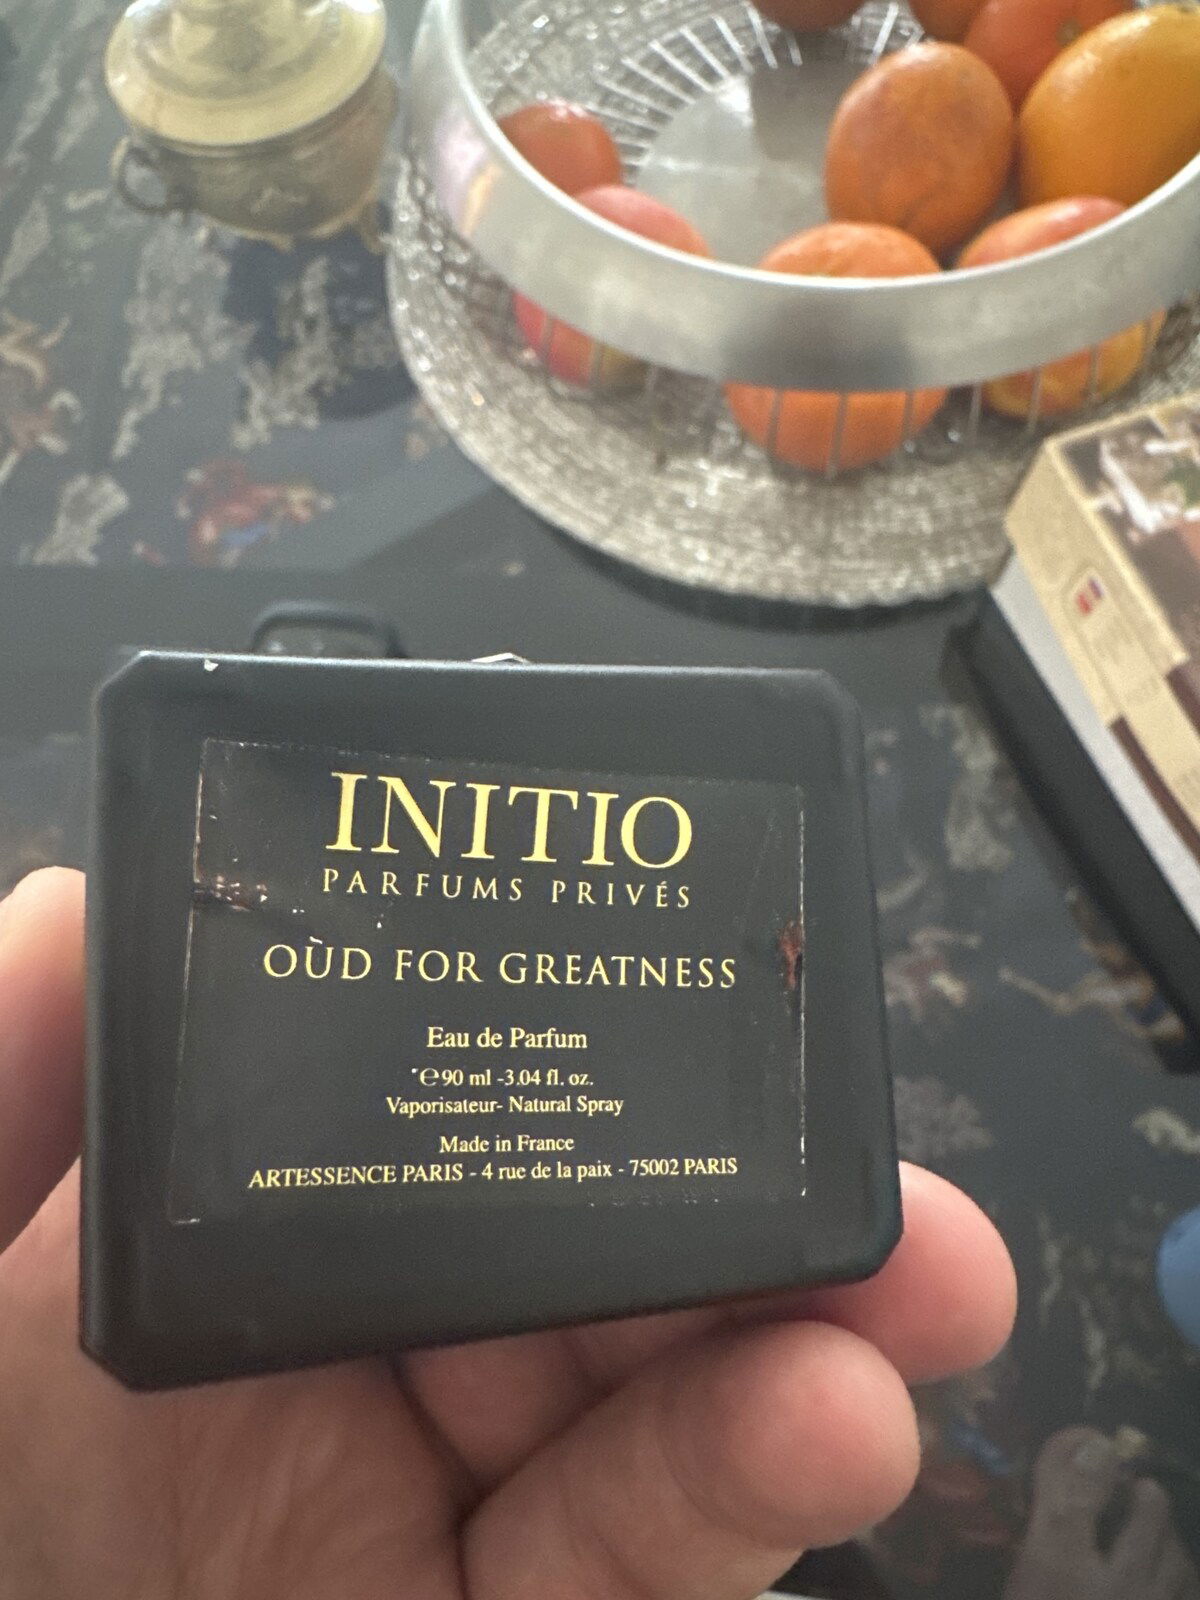 INITIO
PARFUMS PRIVÉS
OÙD FOR GREATNESS
Eau de Parfum
℮90 ml -3.04 fl. oz.
Vaporisateur- Natural Spray
Made in France
ARTESSENCE PARIS - 4 rue de la paix - 75002 PARIS